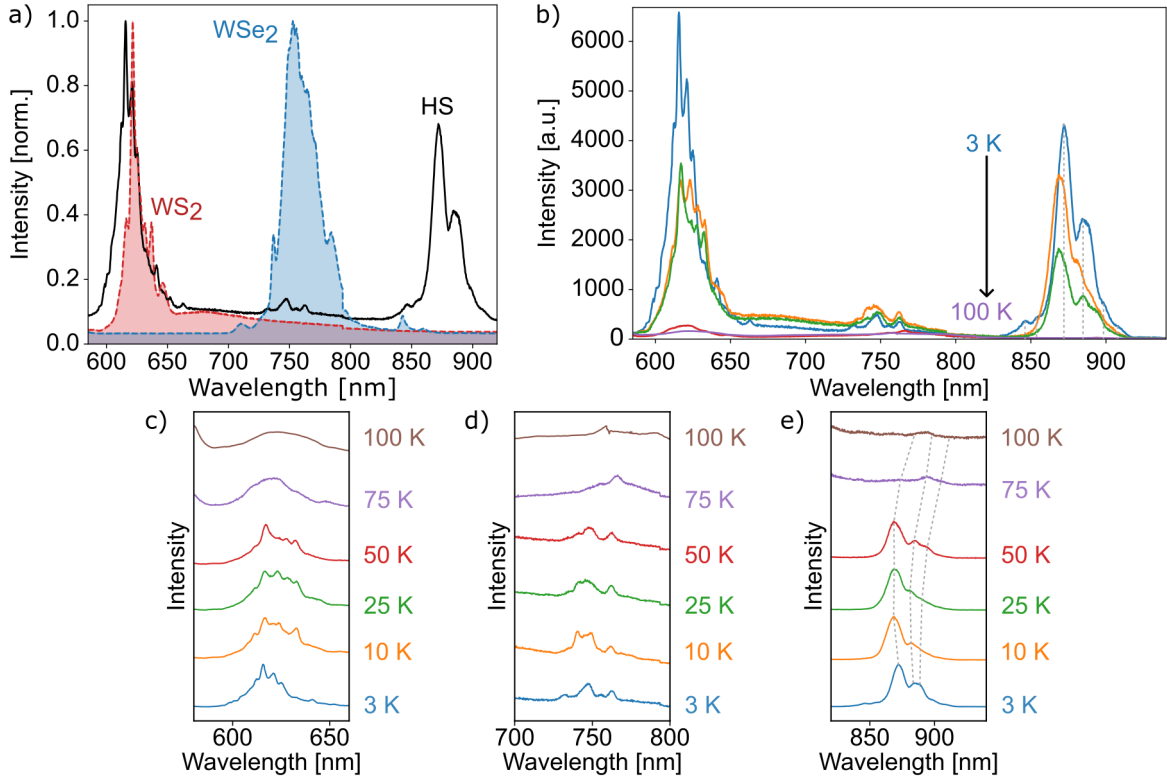 a)
Intensity [norm.]
1.0
0.8
0.6
0.4
0.2
0.0
WSe2
WS2
HS
600 650 700 750 800 850 900
Wavelength [nm]
b)
Intensity [a.u.]
6000
5000
4000
3000
2000
1000
0
3 K
100 K
600 650 700 750 800 850 900
Wavelength [nm]
c)
Intensity
100 K
75 K
50 K
25 K
10 K
3 K
600 650
Wavelength [nm]
d)
Intensity
100 K
75 K
50 K
25 K
10 K
3 K
700 750 800
Wavelength [nm]
e)
Intensity
100 K
75 K
50 K
25 K
10 K
3 K
850 900
Wavelength [nm]